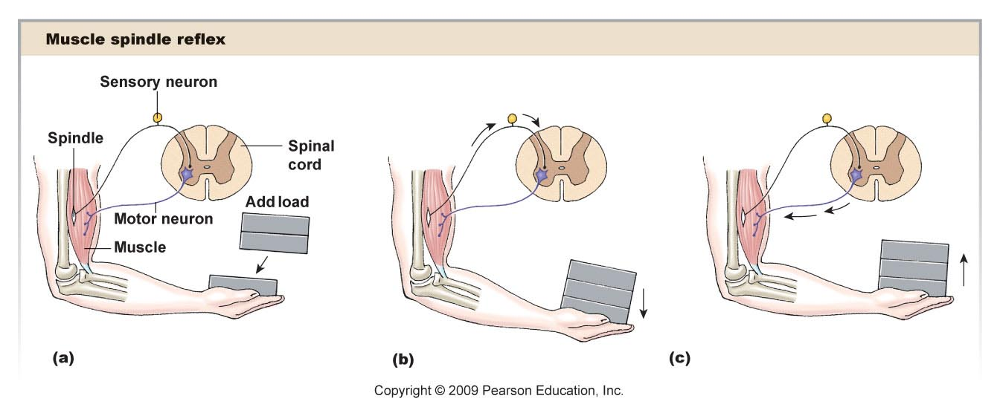 Muscle spindle reflex
Sensory neuron
Spindle
Spinal
cord
Add load
Motor neuron
Muscle
(a)
(b)
(c)
Copyright © 2009 Pearson Education, Inc.